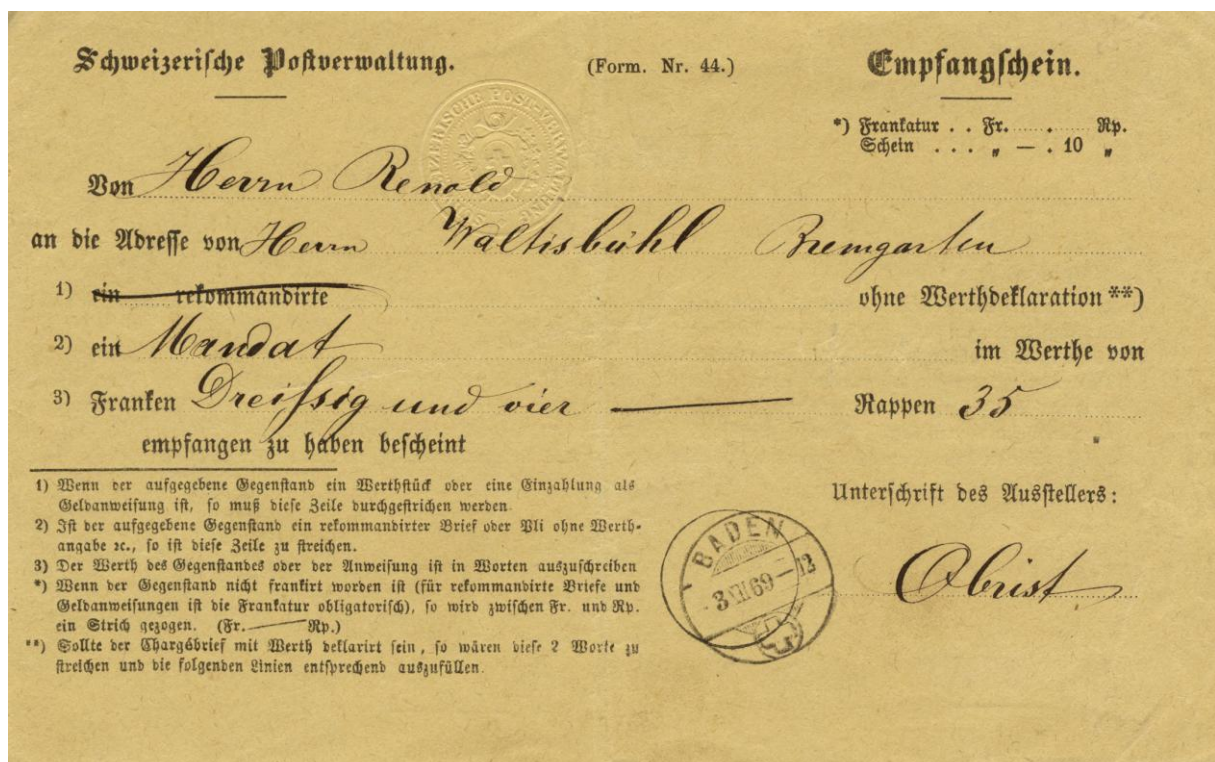 Schweizerische Postverwaltung. (Form. Nr. 44.) Empfangschein.
SCHWEIZERISCHE POST-VERWALTUNG
*) Frankatur . . Fr. . Rp.
Schein . . . „ — . 10 „
Von Herrn Renold
an die Adresse von Herrn Waltisbühl Bremgarten
1) ein rekommandirte ohne Werthdeklaration **)
2) ein Mandat im Werthe von
3) Franken Dreissig und vier — Rappen 35
empfangen zu haben bescheint
1) Wenn der aufgegebene Gegenstand ein Werthstück oder eine Einzahlung als
Geldanweisung ist, so muß diese Zeile durchgestrichen werden.
2) Ist der aufgegebene Gegenstand ein rekommandirter Brief oder Pli ohne Werth-
angabe ꝛc., so ist diese Zeile zu streichen.
3) Der Werth des Gegenstandes oder der Anweisung ist in Worten auszuschreiben
*) Wenn der Gegenstand nicht frankirt worden ist (für rekommandirte Briefe und
Geldanweisungen ist die Frankatur obligatorisch), so wird zwischen Fr. und Rp.
ein Strich gezogen. (Fr. — Rp.)
**) Sollte der Chargébrief mit Werth deklarirt sein, so wären diese 2 Worte zu
streichen und die folgenden Linien entsprechend auszufüllen.
Unterschrift des Ausstellers:
Obrist
BADEN
3 69 — 12